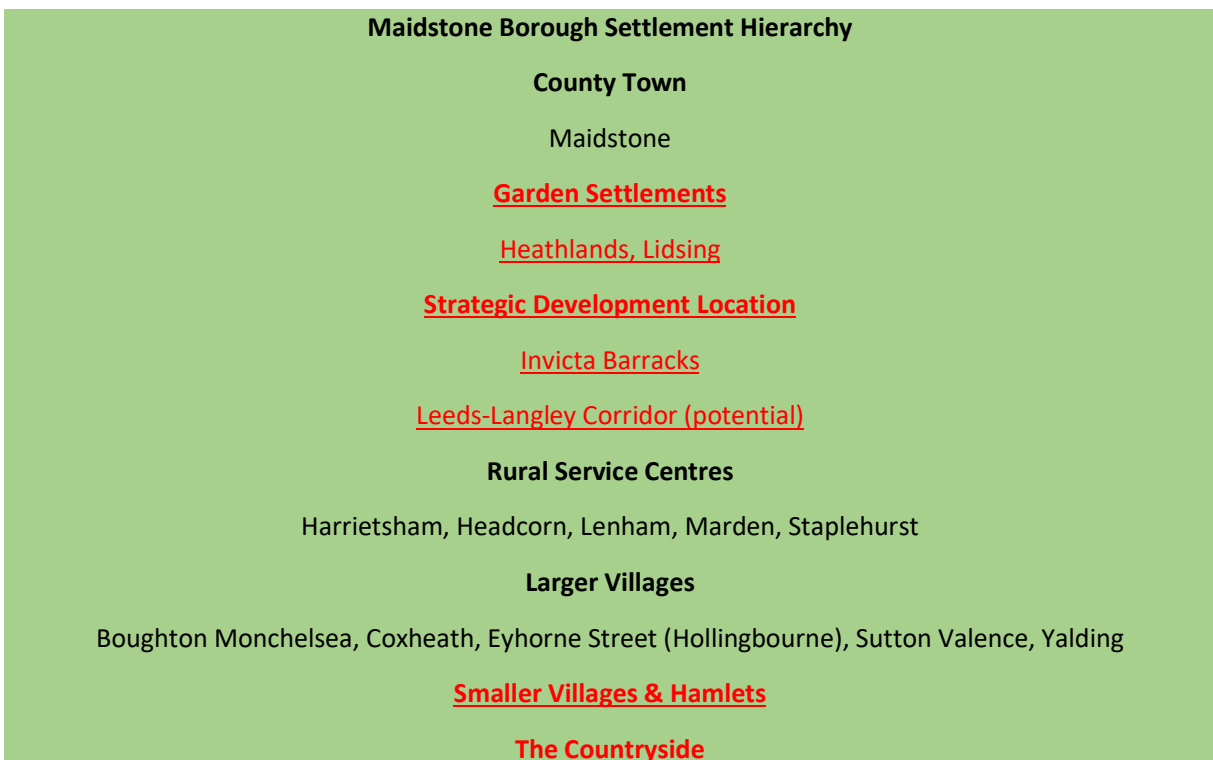 Maidstone Borough Settlement Hierarchy
County Town
Maidstone
Garden Settlements
Heathlands, Lidsing
Strategic Development Location
Invicta Barracks
Leeds-Langley Corridor (potential)
Rural Service Centres
Harrietsham, Headcorn, Lenham, Marden, Staplehurst
Larger Villages
Boughton Monchelsea, Coxheath, Eyhorne Street (Hollingbourne), Sutton Valence, Yalding
Smaller Villages & Hamlets
The Countryside